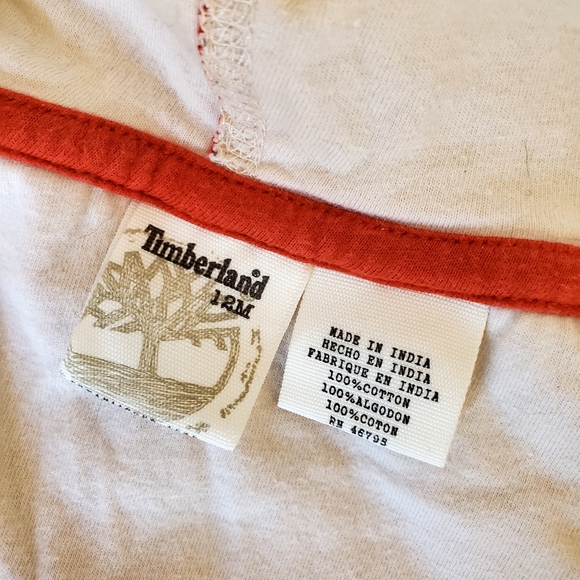 Timberland®
12M
MADE IN INDIA
HECHO EN INDIA
FABRIQUE EN INDIA
100%COTTON
100%ALGODON
100%COTON
RN 46795